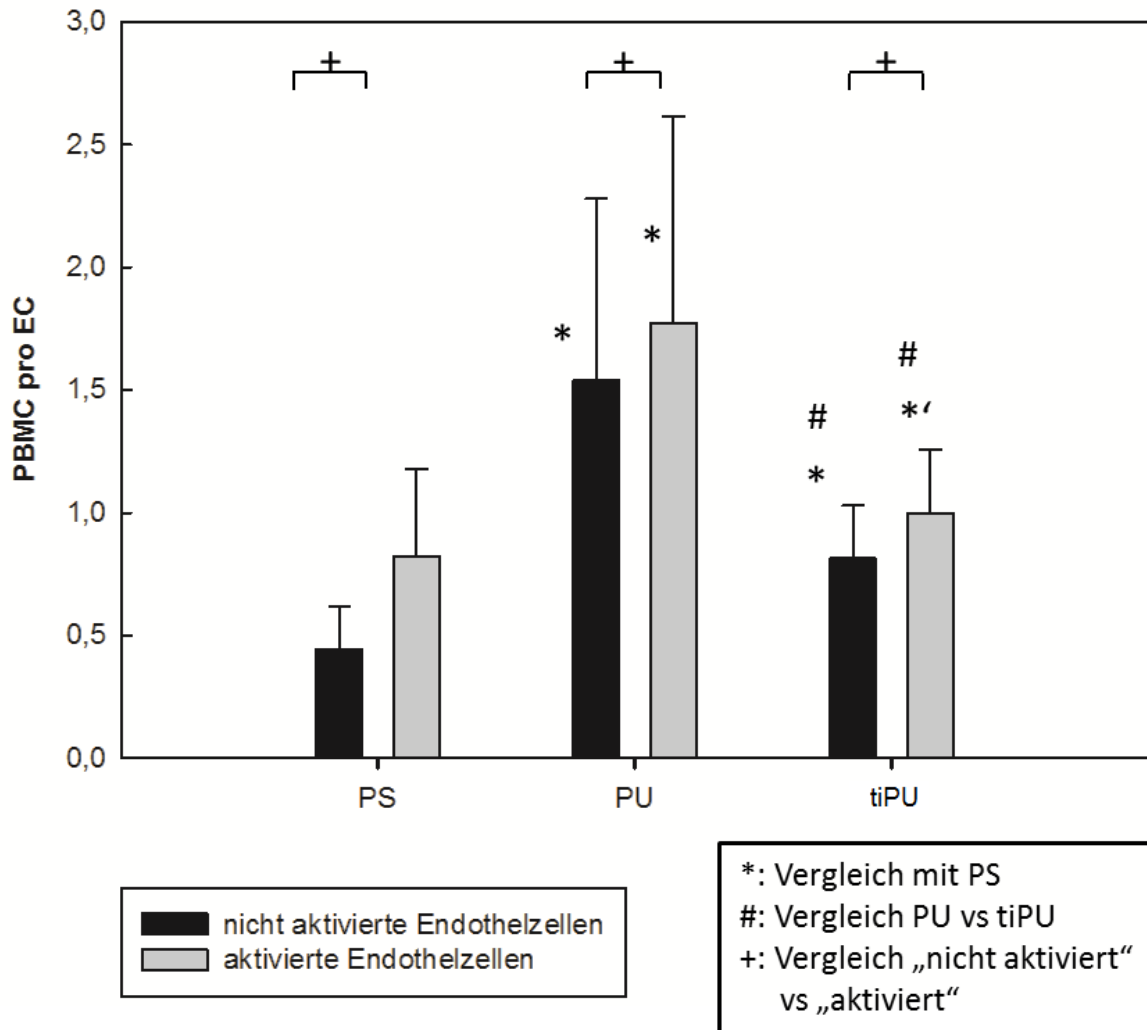 3,0
+ + +
2,5
2,0
*
*
1,5
#
#
*‘
*
1,0
0,5
0,0
PBMC pro EC
PS PU tiPU
nicht aktivierte Endothelzellen
aktivierte Endothelzellen
*: Vergleich mit PS
#: Vergleich PU vs tiPU
+: Vergleich „nicht aktiviert“
vs „aktiviert“